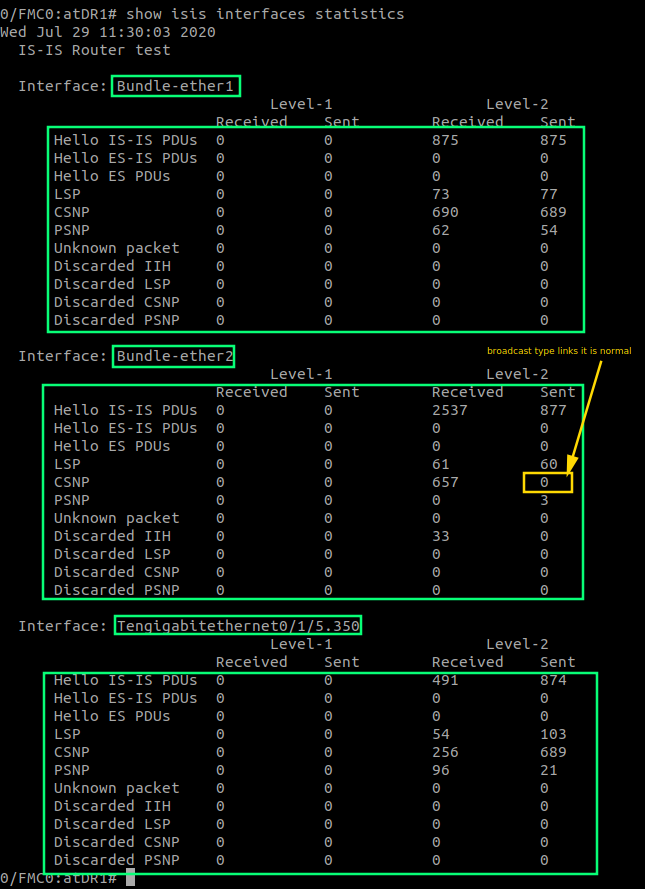 0/FMC0:atDR1# show isis interfaces statistics
Wed Jul 29 11:30:03 2020
IS-IS Router test
Interface: Bundle-ether1
Level-1 Level-2
Received Sent Received Sent
Hello IS-IS PDUs 0 0 875 875
Hello ES-IS PDUs 0 0 0 0
Hello ES PDUs 0 0 0 0
LSP 0 0 73 77
CSNP 0 0 690 689
PSNP 0 0 62 54
Unknown packet 0 0 0 0
Discarded IIH 0 0 0 0
Discarded LSP 0 0 0 0
Discarded CSNP 0 0 0 0
Discarded PSNP 0 0 0 0
broadcast type links it is normal
Interface: Bundle-ether2
Level-1 Level-2
Received Sent Received Sent
Hello IS-IS PDUs 0 0 2537 877
Hello ES-IS PDUs 0 0 0 0
Hello ES PDUs 0 0 0 0
LSP 0 0 61 60
CSNP 0 0 657 0
PSNP 0 0 0 3
Unknown packet 0 0 0 0
Discarded IIH 0 0 33 0
Discarded LSP 0 0 0 0
Discarded CSNP 0 0 0 0
Discarded PSNP 0 0 0 0
Interface: Tengigabitethernet0/1/5.350
Level-1 Level-2
Received Sent Received Sent
Hello IS-IS PDUs 0 0 491 874
Hello ES-IS PDUs 0 0 0 0
Hello ES PDUs 0 0 0 0
LSP 0 0 54 103
CSNP 0 0 256 689
PSNP 0 0 96 21
Unknown packet 0 0 0 0
Discarded IIH 0 0 0 0
Discarded LSP 0 0 0 0
Discarded CSNP 0 0 0 0
Discarded PSNP 0 0 0 0
0/FMC0:atDR1#